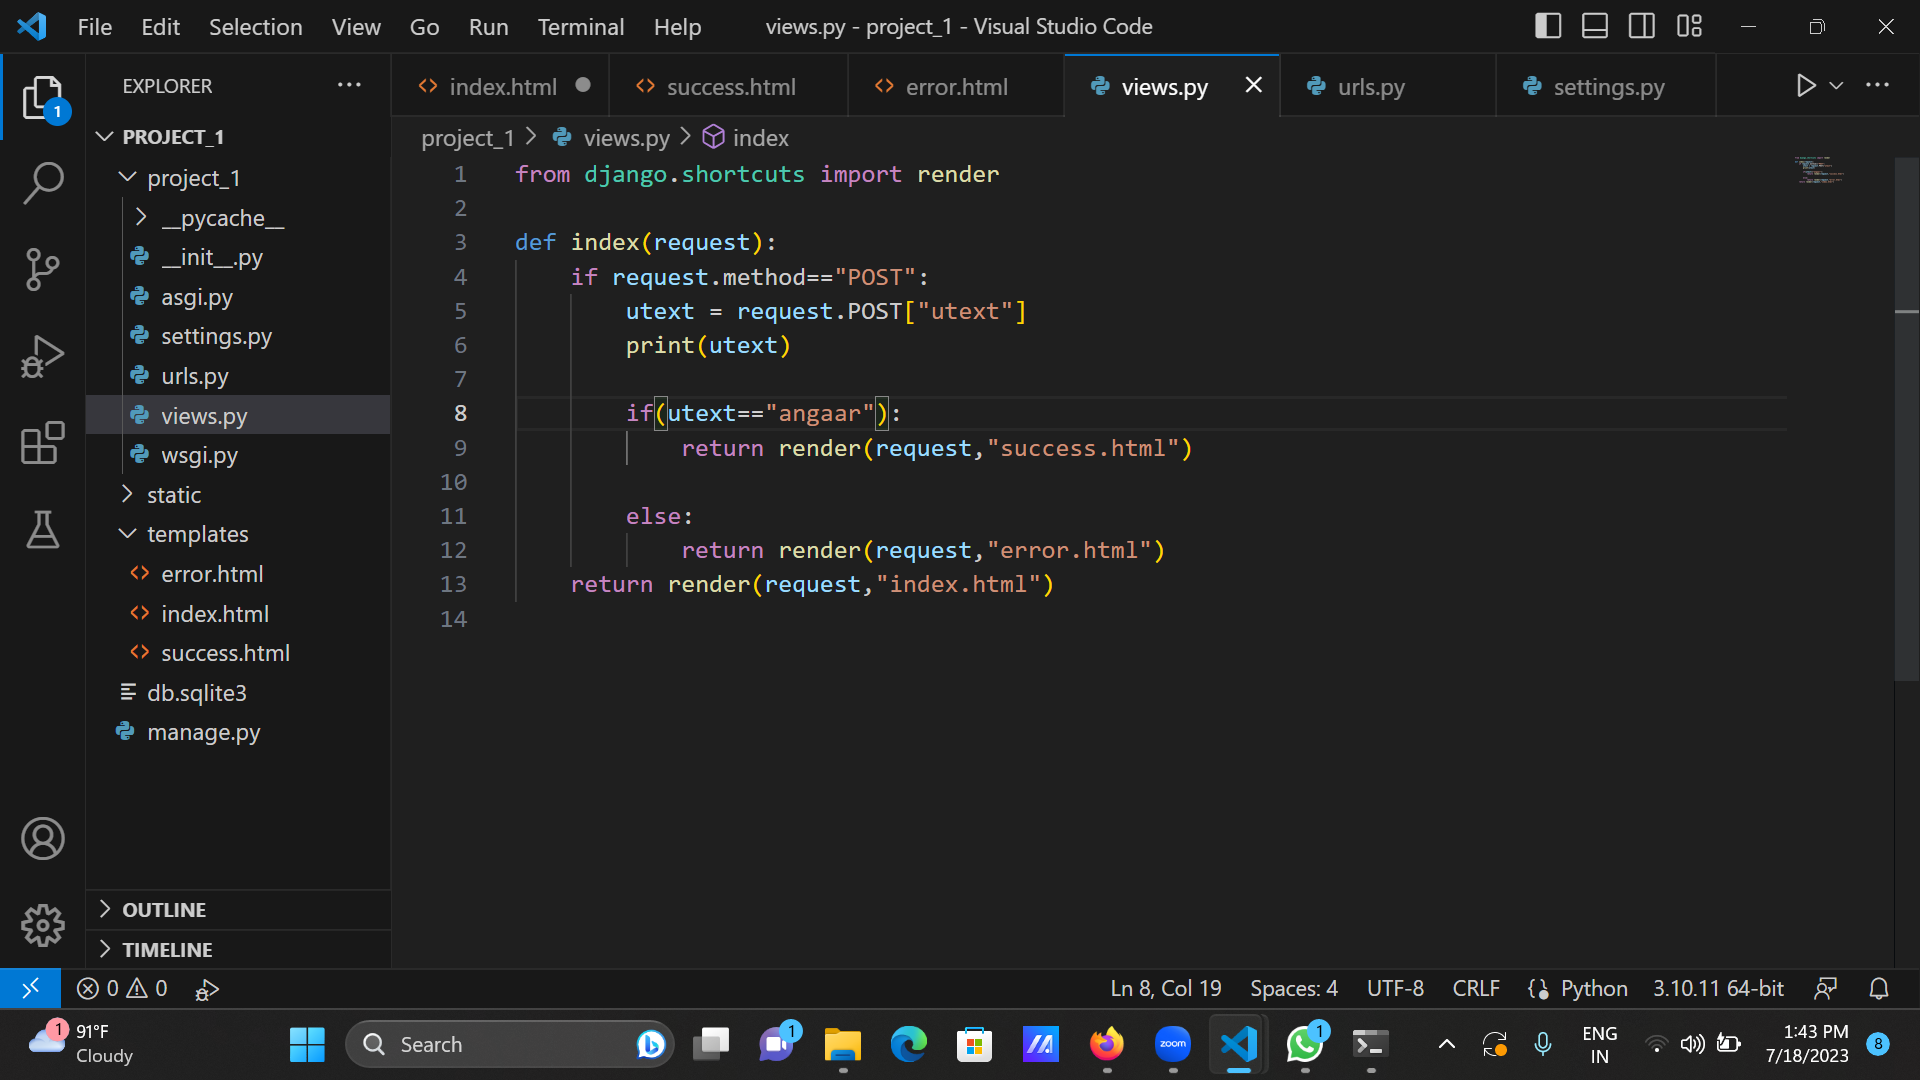 File Edit Selection View Go Run Terminal Help
views.py - project_1 - Visual Studio Code
EXPLORER
1
PROJECT_1
project_1
__pycache__
__init__.py
asgi.py
settings.py
urls.py
views.py
wsgi.py
static
templates
error.html
index.html
success.html
db.sqlite3
manage.py
OUTLINE
TIMELINE
index.html success.html error.html views.py urls.py settings.py
project_1 > views.py > index
1 from django.shortcuts import render
2
3 def index(request):
4     if request.method=="POST":
5         utext = request.POST["utext"]
6         print(utext)
7
8         if(utext=="angaar"):
9             return render(request,"success.html")
10
11         else:
12             return render(request,"error.html")
13     return render(request,"index.html")
14
0 0 Ln 8, Col 19 Spaces: 4 UTF-8 CRLF Python 3.10.11 64-bit
1 91°F
Cloudy
Search
1
zoom
1
ENG
IN
1:43 PM
7/18/2023
8